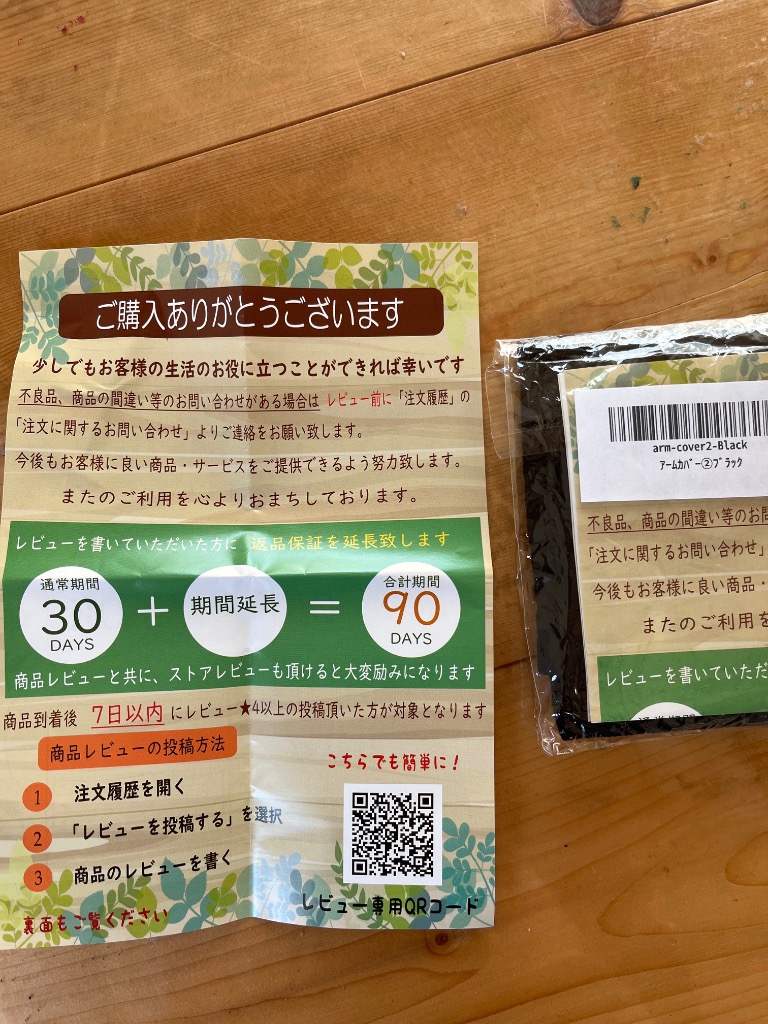 ご購入ありがとうございます
少しでもお客様の生活のお役に立つことができれば幸いです
不良品、商品の間違い等のお問い合わせがある場合は レビュー前に「注文履歴」の
「注文に関するお問い合わせ」よりご連絡をお願い致します。
今後もお客様に良い商品・サービスをご提供できるよう努力致します。
またのご利用を心よりおまちしております。
レビューを書いていただいた方に 返品保証を延長致します
通常期間
30
DAYS
+
期間延長
=
合計期間
90
DAYS
商品レビューと共に、ストアレビューも頂けると大変励みになります
商品到着後 7日以内 にレビュー★4以上の投稿頂いた方が対象となります
商品レビューの投稿方法
1 注文履歴を開く
2 「レビューを投稿する」を選択
3 商品のレビューを書く
こちらでも簡単に!
レビュー専用QRコード
裏面もご覧ください
arm-cover2-Black
アームカバー②ブラック
不良品、商品の間違い等のお問
「注文に関するお問い合わせ」
今後もお客様に良い商品・
またのご利用を
レビューを書いていただ
通常期間